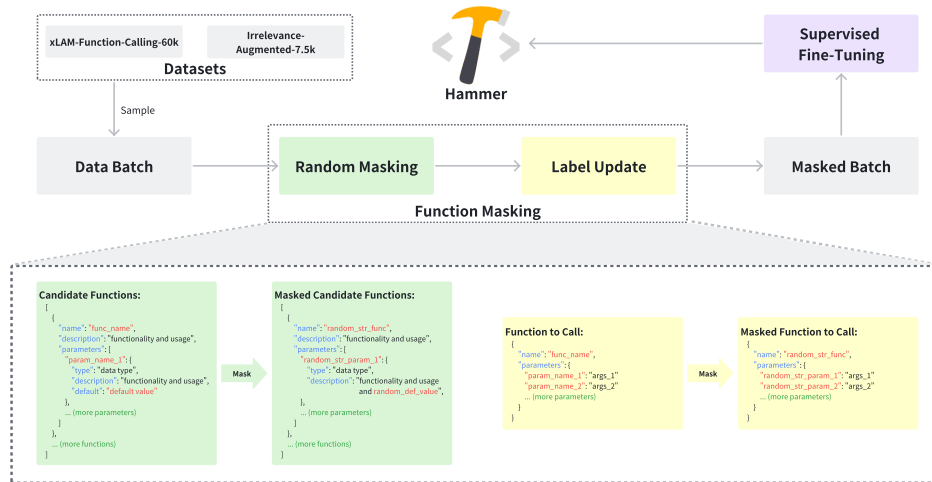 xLAM-Function-Calling-60k
Irrelevance-
Augmented-7.5k
Datasets
Hammer
Supervised
Fine-Tuning
Sample
Data Batch
Random Masking
Label Update
Masked Batch
Function Masking
Candidate Functions:
[
{
"name": "func_name",
"description": "functionality and usage",
"parameters": [
"param_name_1": {
"type": "data type",
"description": "functionality and usage",
"default": "default value"
},
... (more parameters)
]
},
... (more functions)
]
Mask
Masked Candidate Functions:
[
{
"name": "random_str_func",
"description": "functionality and usage",
"parameters": [
"random_str_param_1": {
"type": "data type",
"description": "functionality and usage
and random_def_value",
},
... (more parameters)
]
},
... (more functions)
]
Function to Call:
{
"name": "func_name",
"parameters": {
"param_name_1": "args_1"
"param_name_2": "args_2"
... (more parameters)
}
}
Mask
Masked Function to Call:
{
"name": "random_str_func",
"parameters": {
"random_str_param_1": "args_1"
"random_str_param_2": "args_2"
... (more parameters)
}
}